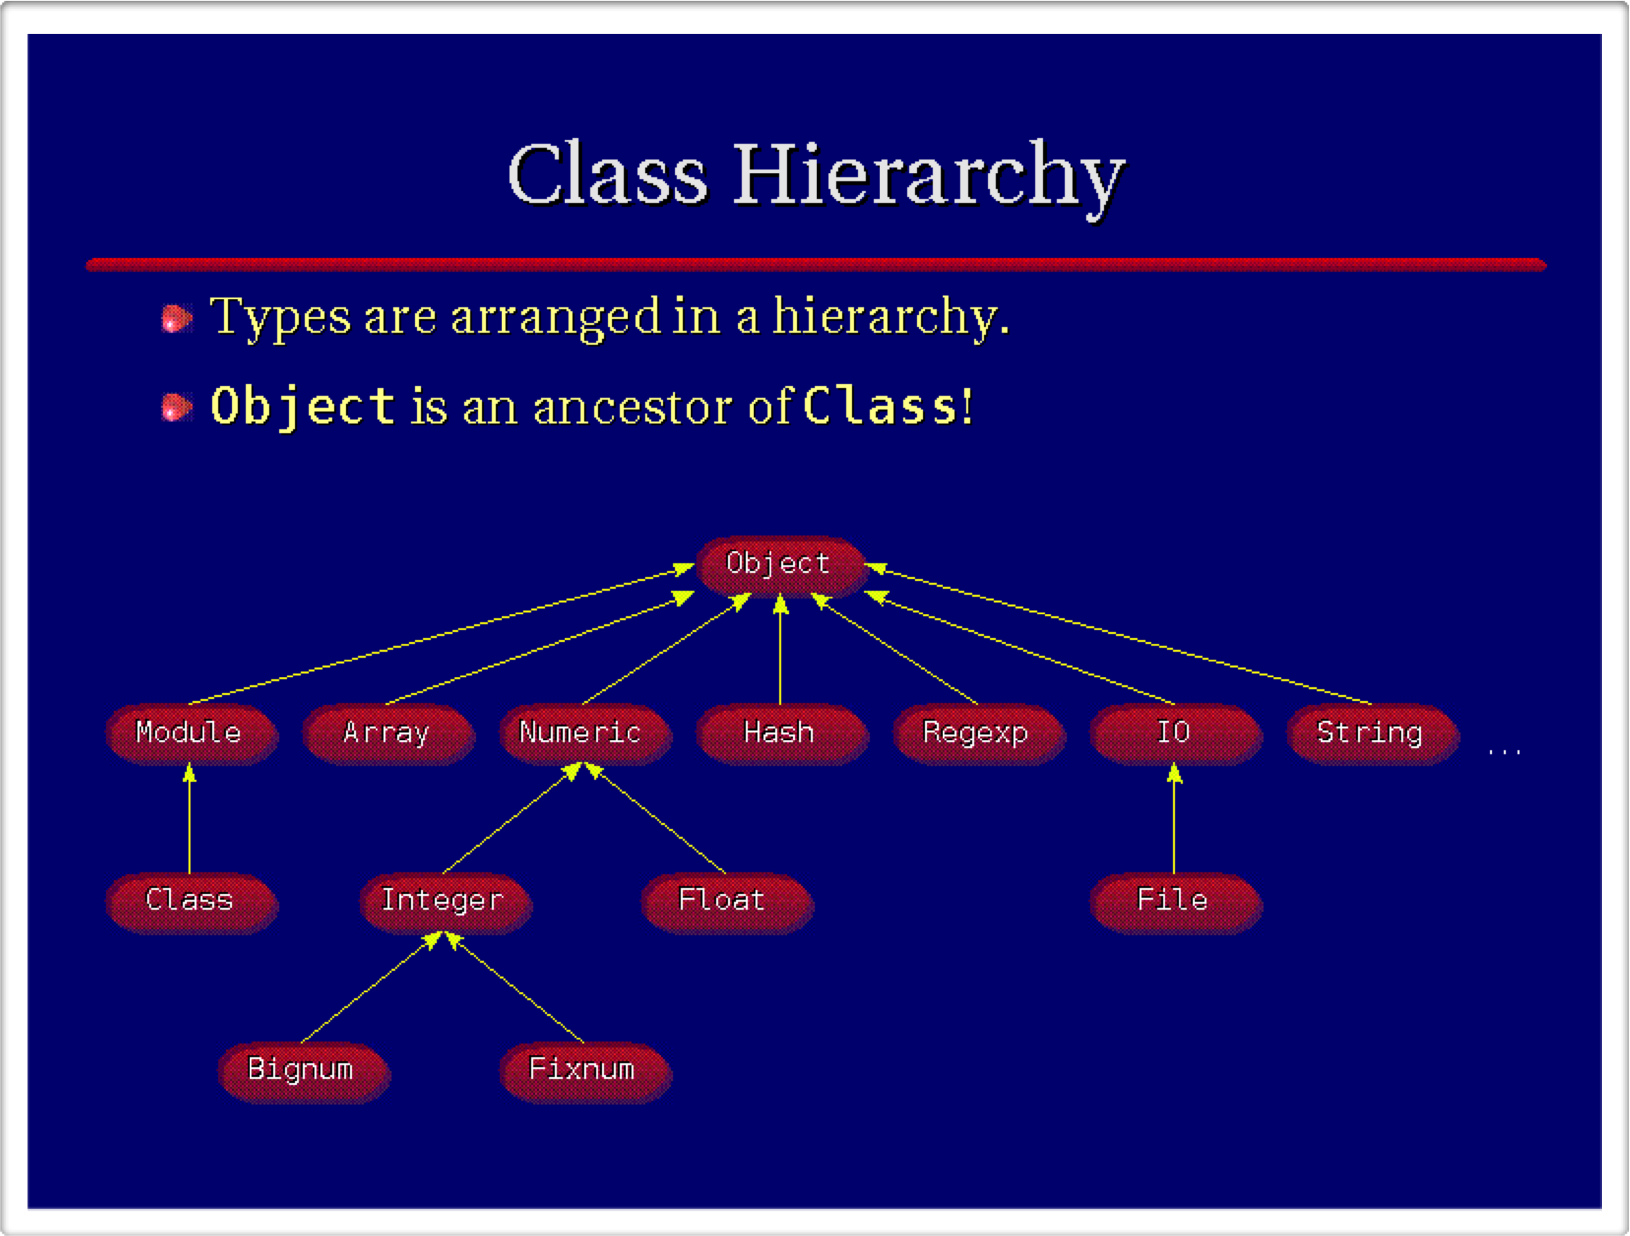 Class Hierarchy
Types are arranged in a hierarchy.
Object is an ancestor of Class!
Object
Module Array Numeric Hash Regexp IO String ...
Class Integer Float File
Bignum Fixnum